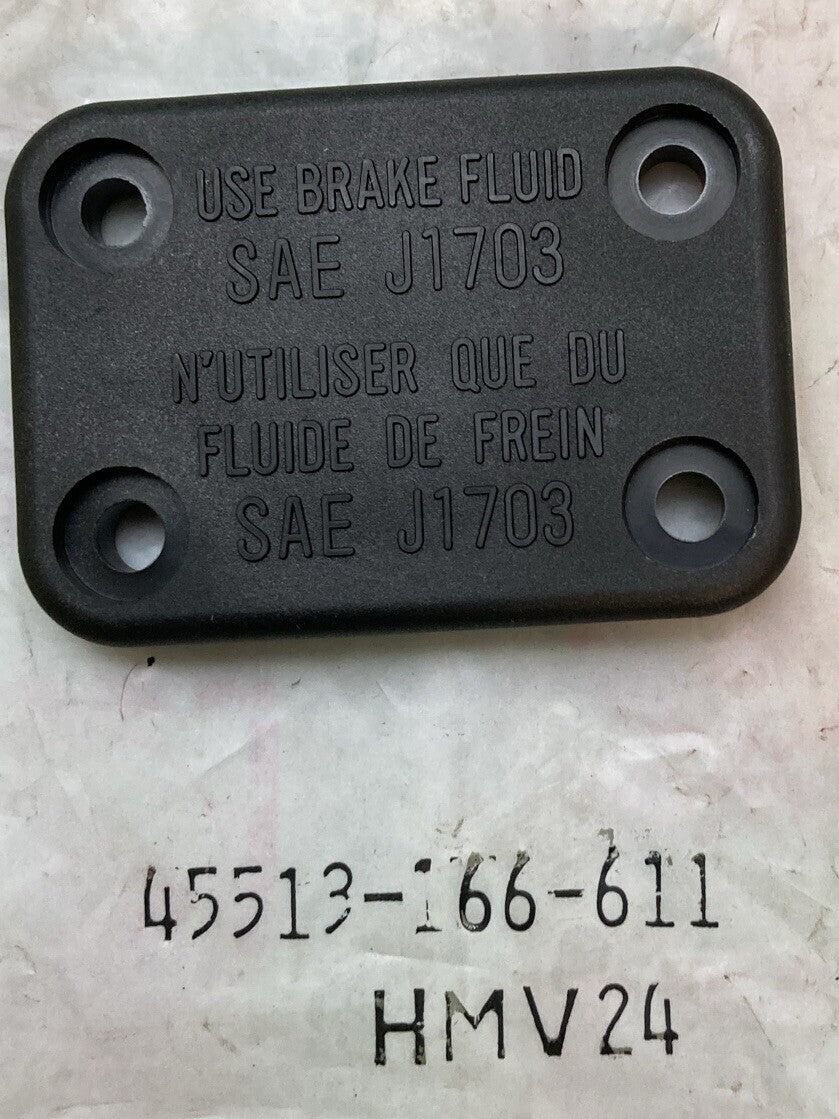 USE BRAKE FLUID
SAE J1703
N'UTILISER QUE DU
FLUIDE DE FREIN
SAE J1703
45513-166-611
HMV24